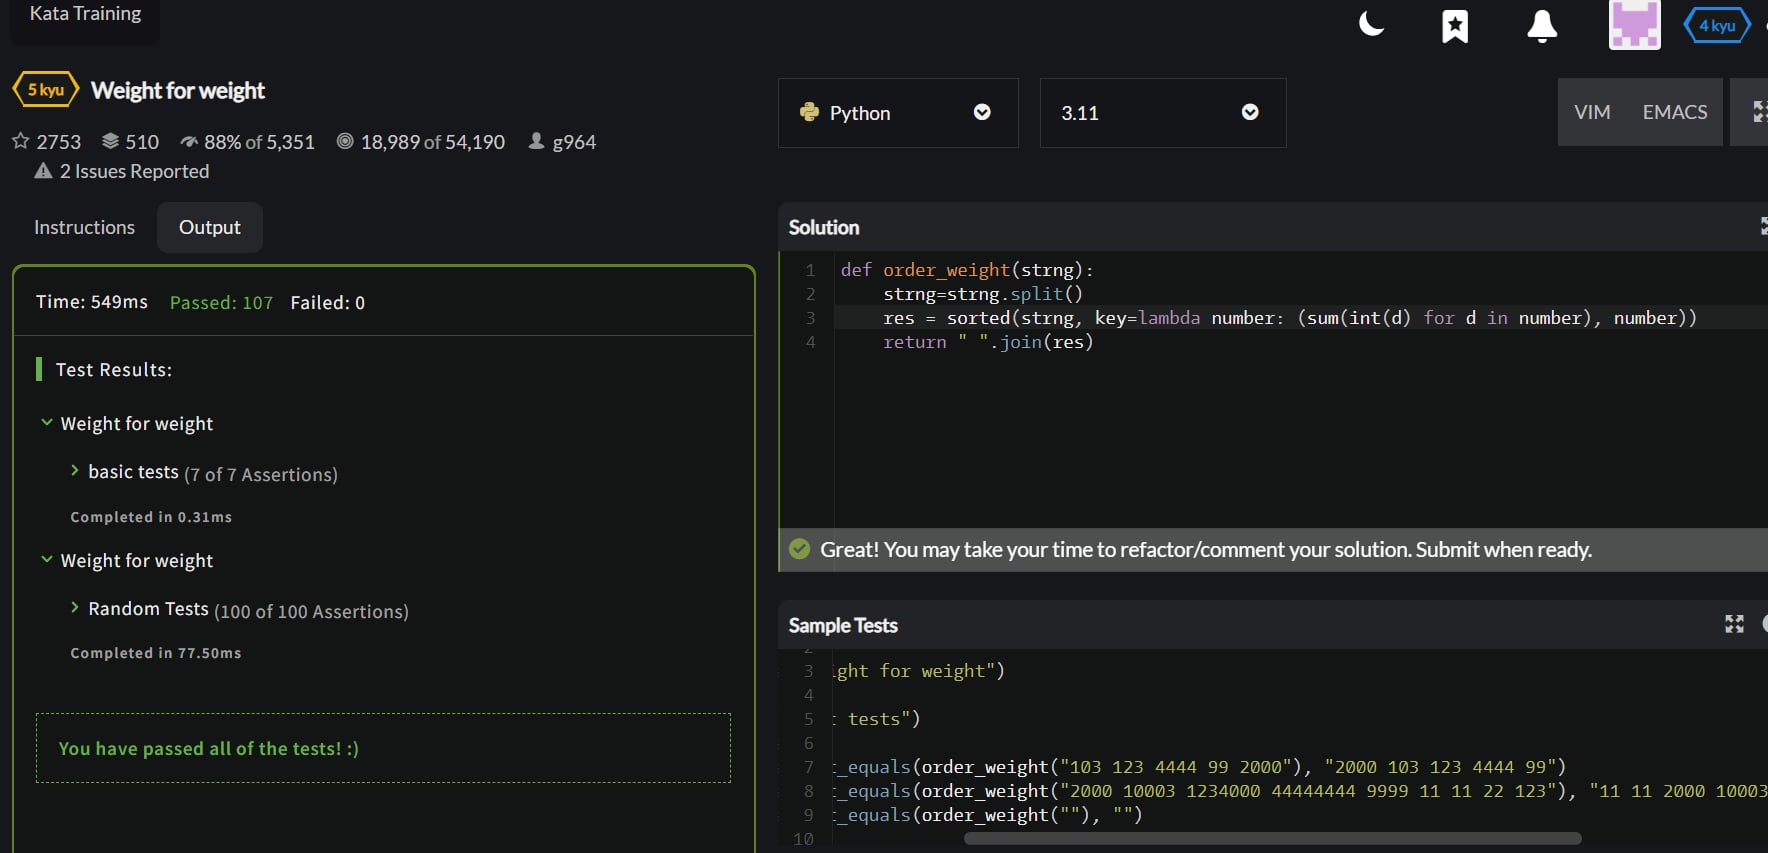 Kata Training
4 kyu
5 kyu Weight for weight
2753 510 88% of 5,351 18,989 of 54,190 g964
2 Issues Reported
Instructions Output
Time: 549ms Passed: 107 Failed: 0
Test Results:
Weight for weight
basic tests (7 of 7 Assertions)
Completed in 0.31ms
Weight for weight
Random Tests (100 of 100 Assertions)
Completed in 77.50ms
You have passed all of the tests! :)
Python 3.11 VIM EMACS
Solution
1 def order_weight(strng):
2 strng=strng.split()
3 res = sorted(strng, key=lambda number: (sum(int(d) for d in number), number))
4 return " ".join(res)
Great! You may take your time to refactor/comment your solution. Submit when ready.
Sample Tests
2
3 ight for weight")
4
5 t tests")
6
7 t_equals(order_weight("103 123 4444 99 2000"), "2000 103 123 4444 99")
8 t_equals(order_weight("2000 10003 1234000 44444444 9999 11 11 22 123"), "11 11 2000 10003
9 t_equals(order_weight(""), "")
10